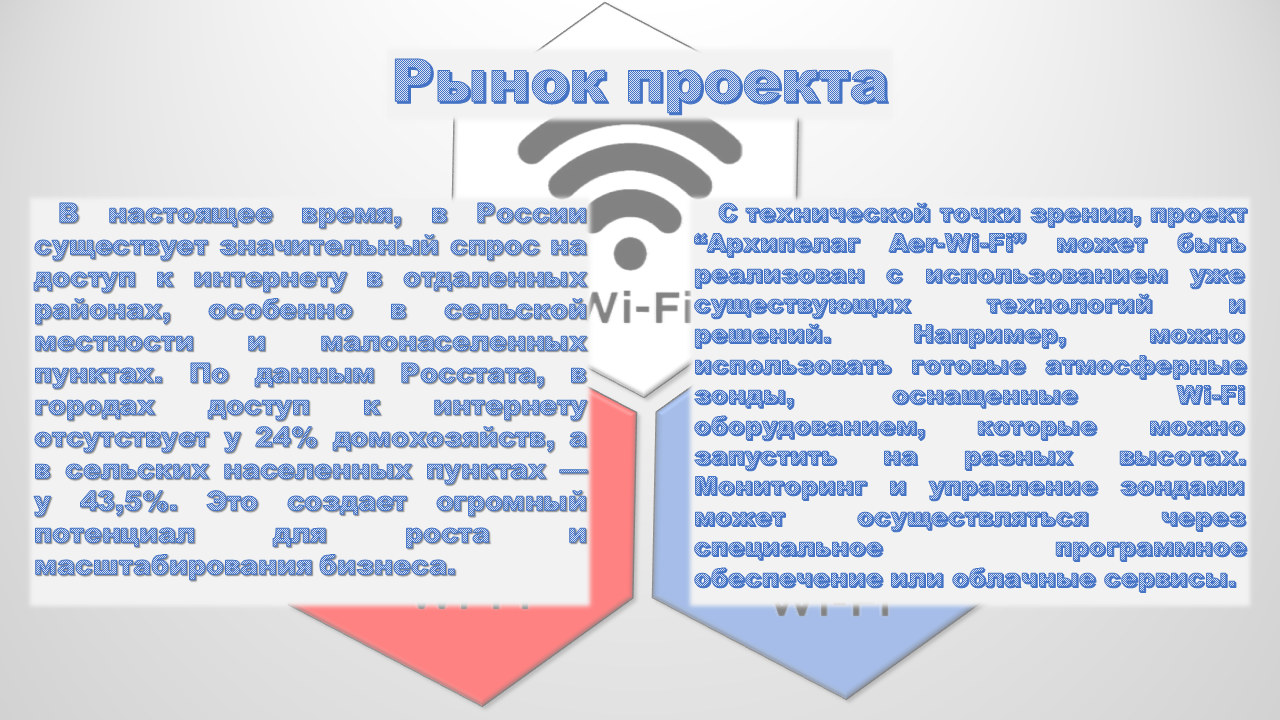 Рынок проекта
В настоящее время, в России
существует значительный спрос на
доступ к интернету в отдаленных
районах, особенно в сельской
местности и малонаселенных
пунктах. По данным Росстата, в
городах доступ к интернету
отсутствует у 24% домохозяйств, а
в сельских населенных пунктах —
у 43,5%. Это создает огромный
потенциал для роста и
масштабирования бизнеса.
Wi-Fi
С технической точки зрения, проект
“Архипелаг Aer-Wi-Fi” может быть
реализован с использованием уже
существующих технологий и
решений. Например, можно
использовать готовые атмосферные
зонды, оснащенные Wi-Fi
оборудованием, которые можно
запустить на разных высотах.
Мониторинг и управление зондами
может осуществляться через
специальное программное
обеспечение или облачные сервисы.
Wi-Fi
Wi-Fi